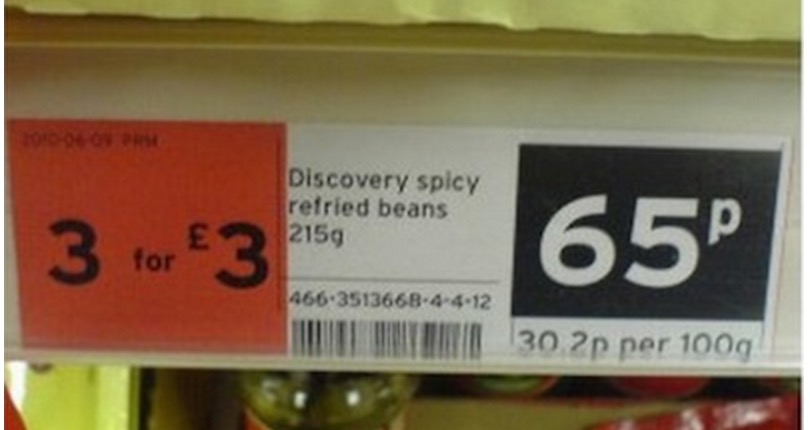 2010-06-09 PRM
3 for £3
Discovery spicy
refried beans
215g
466-3513668-4-4-12
65p
30.2p per 100g